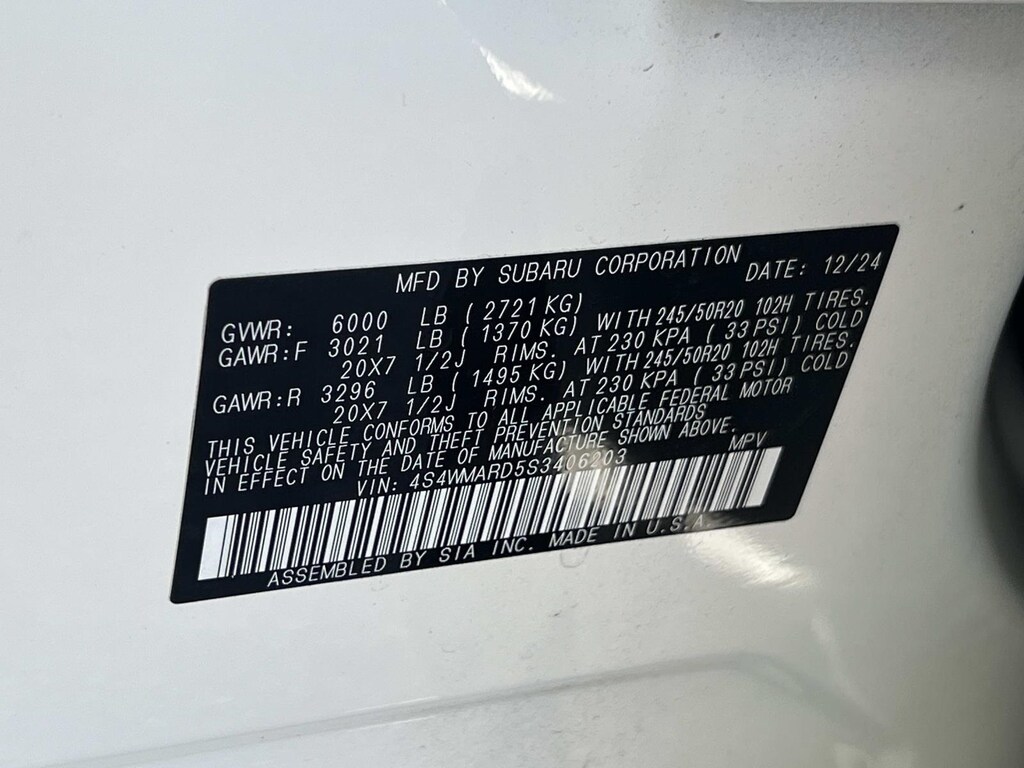 MFD BY SUBARU CORPORATION DATE: 12/24
GVWR: 6000 LB ( 2721 KG)
GAWR:F 3021 LB ( 1370 KG) WITH 245/50R20 102H TIRES.
20X7 1/2J RIMS. AT 230 KPA ( 33 PSI) COLD
GAWR:R 3296 LB ( 1495 KG) WITH 245/50R20 102H TIRES.
20X7 1/2J RIMS. AT 230 KPA ( 33 PSI) COLD
THIS VEHICLE CONFORMS TO ALL APPLICABLE FEDERAL MOTOR
VEHICLE SAFETY AND THEFT PREVENTION STANDARDS
IN EFFECT ON THE DATE OF MANUFACTURE SHOWN ABOVE.
VIN: 4S4WMARD5S3406203 MPV
ASSEMBLED BY SIA INC. MADE IN U.S.A